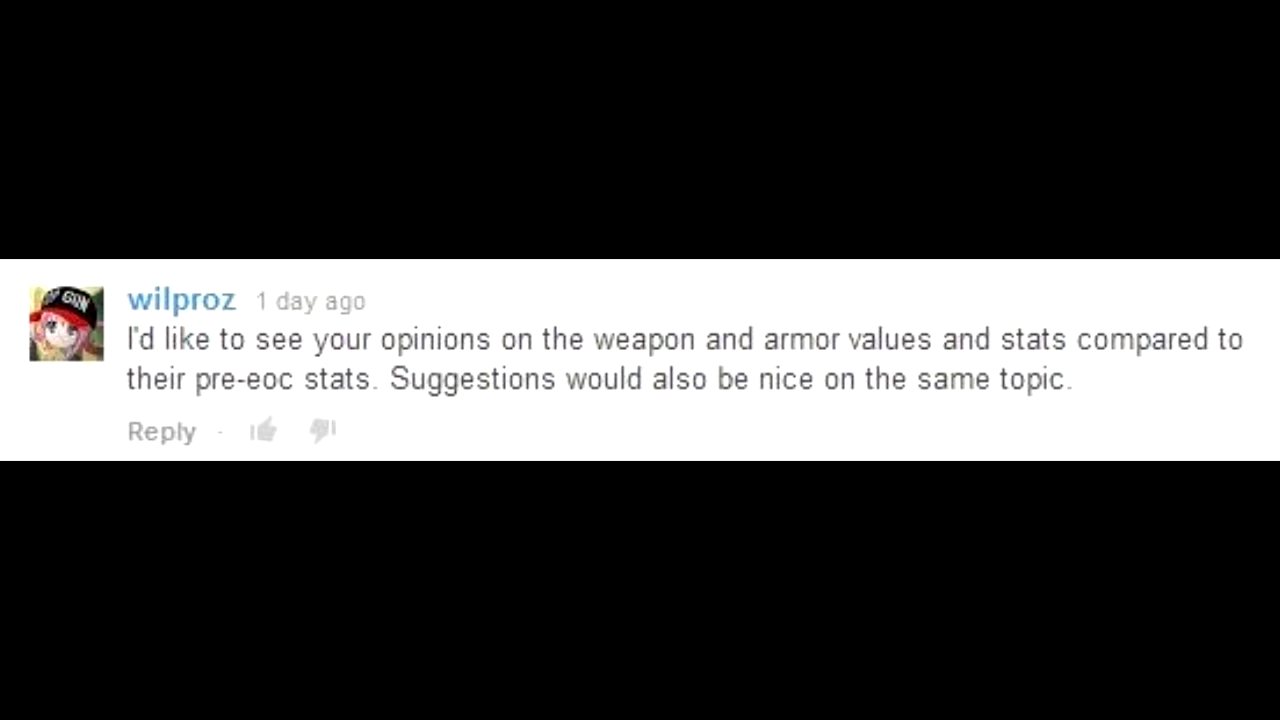 wilproz 1 day ago
I'd like to see your opinions on the weapon and armor values and stats compared to
their pre-eoc stats. Suggestions would also be nice on the same topic.
Reply ·
GUN